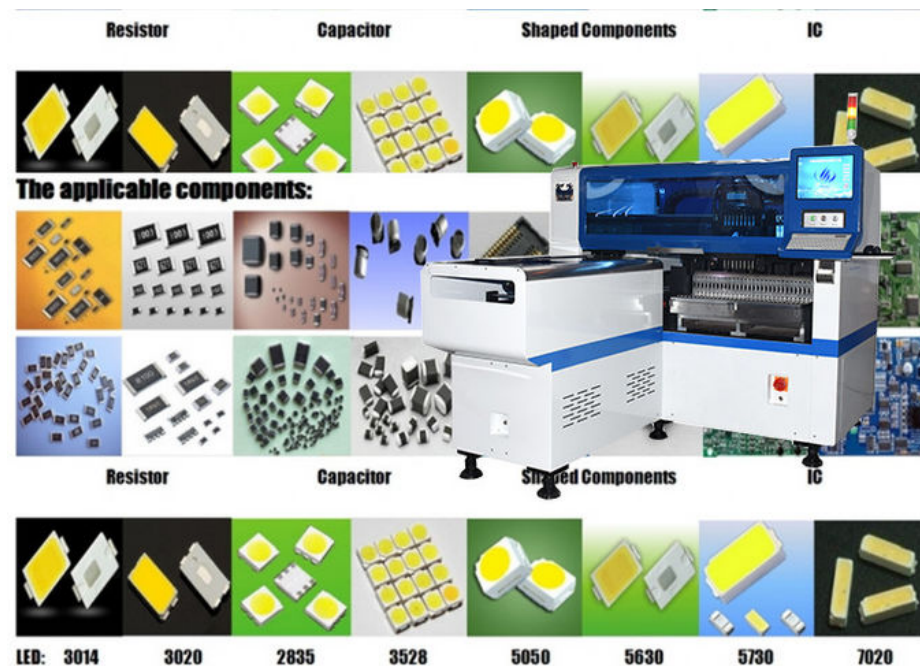 Resistor Capacitor Shaped Components IC
The applicable components:
Resistor Capacitor Shaped Components IC
LED: 3014 3020 2835 3528 5050 5630 5730 7020